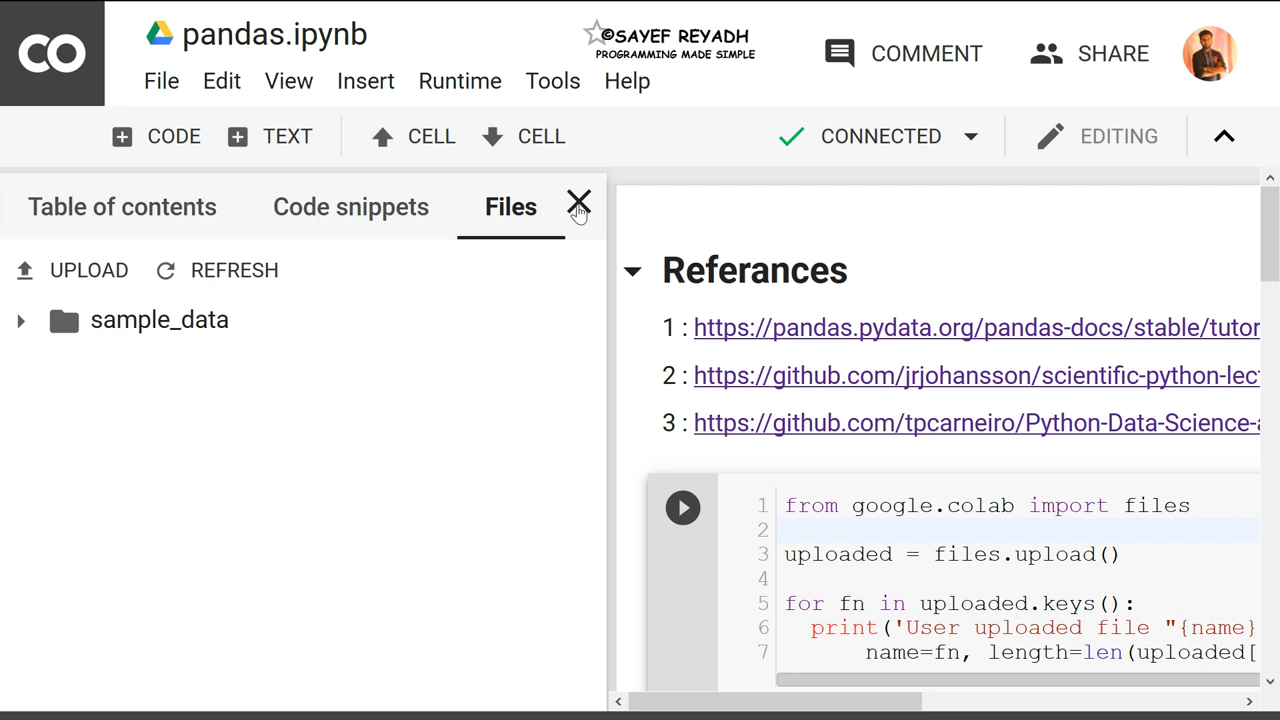 CO
pandas.ipynb
©SAYEF REYADH
PROGRAMMING MADE SIMPLE
COMMENT
SHARE
File Edit View Insert Runtime Tools Help
CODE TEXT CELL CELL CONNECTED EDITING
Table of contents Code snippets Files
UPLOAD REFRESH
sample_data
Referances
1 : https://pandas.pydata.org/pandas-docs/stable/tutor
2 : https://github.com/jrjohansson/scientific-python-lec
3 : https://github.com/tpcarneiro/Python-Data-Science-
1 from google.colab import files
2
3 uploaded = files.upload()
4
5 for fn in uploaded.keys():
6 print('User uploaded file "{name}
7 name=fn, length=len(uploaded[